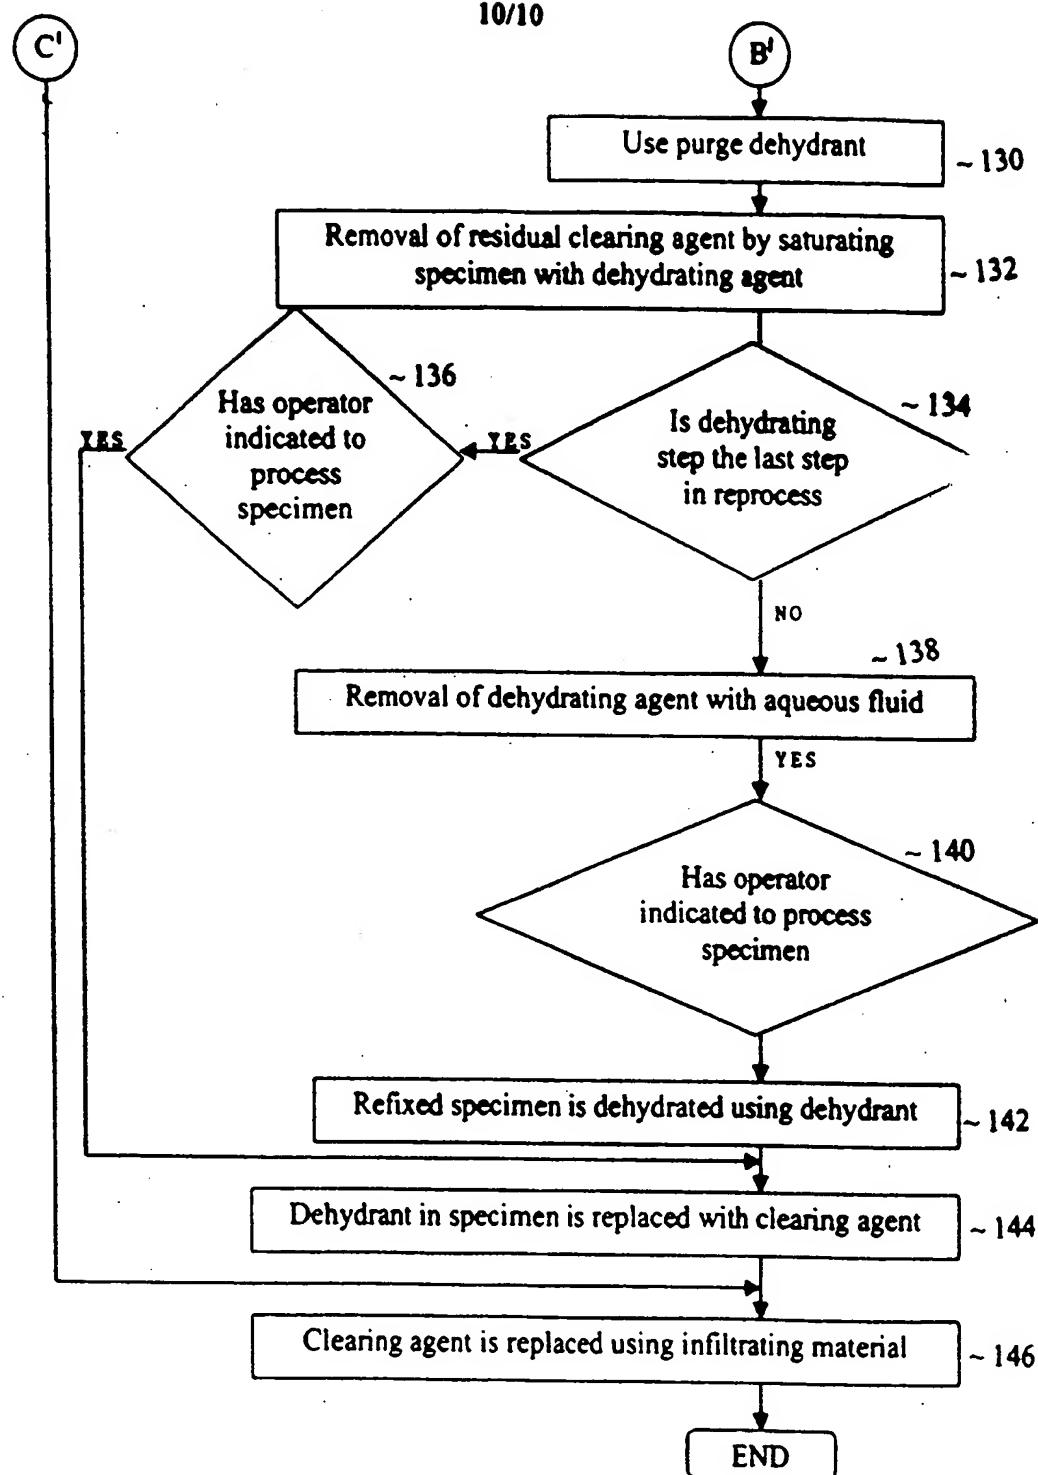 10/10
C'
B'
Use purge dehydrant
~ 130
Removal of residual clearing agent by saturating
specimen with dehydrating agent
~ 132
~ 136
Has operator
indicated to
process
specimen
YES
YES
~ 134
Is dehydrating
step the last step
in reprocess
NO
~ 138
Removal of dehydrating agent with aqueous fluid
YES
~ 140
Has operator
indicated to process
specimen
Refixed specimen is dehydrated using dehydrant
~ 142
Dehydrant in specimen is replaced with clearing agent
~ 144
Clearing agent is replaced using infiltrating material
~ 146
END